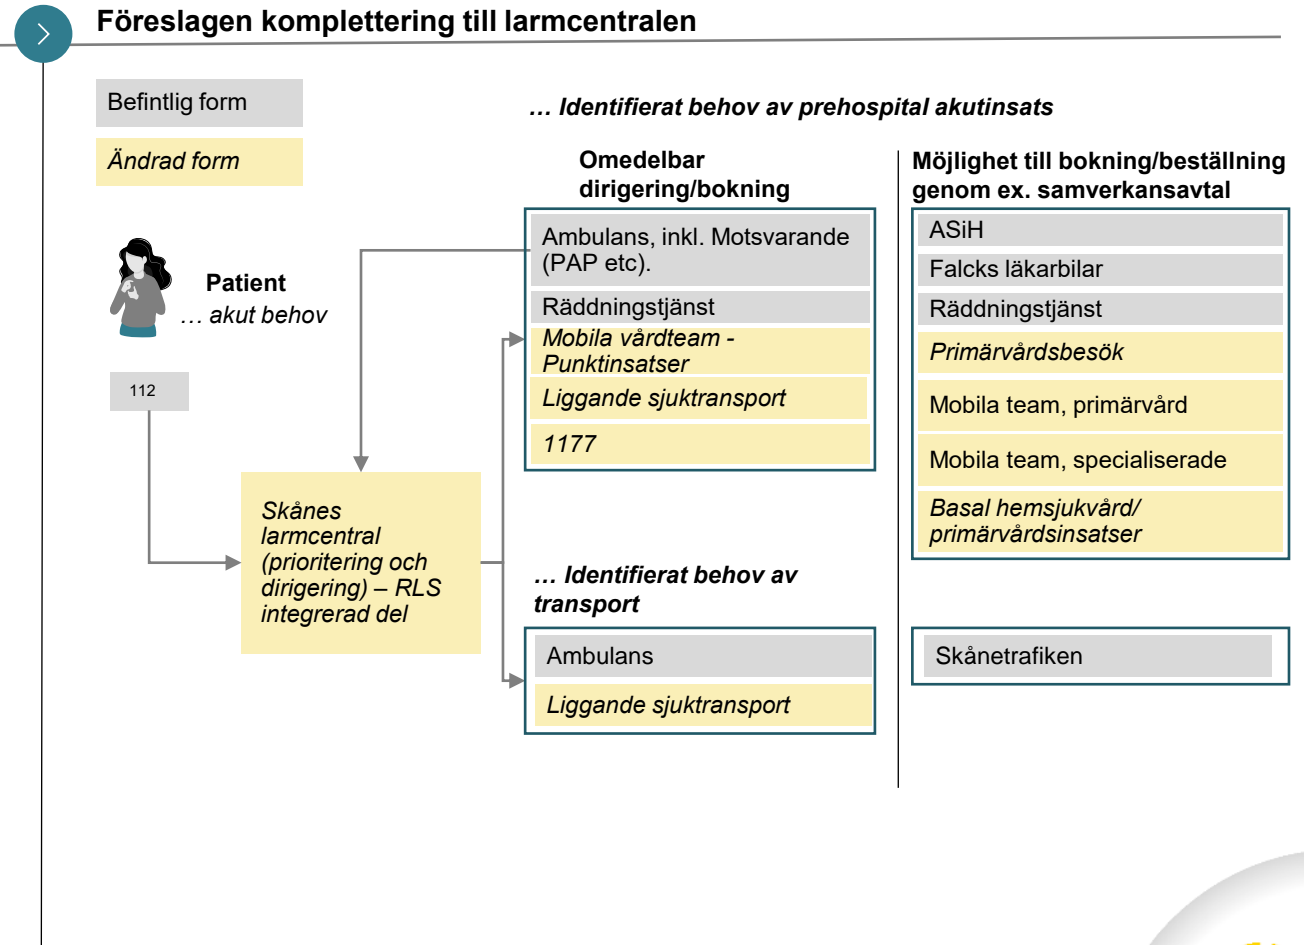 Föreslagen komplettering till larmcentralen
Befintlig form
Ändrad form
… Identifierat behov av prehospital akutinsats
Omedelbar
dirigering/bokning
Möjlighet till bokning/beställning
genom ex. samverkansavtal
Patient
… akut behov
112
Skånes
larmcentral
(prioritering och
dirigering) – RLS
integrerad del
Ambulans, inkl. Motsvarande
(PAP etc).
Räddningstjänst
Mobila vårdteam -
Punktinsatser
Liggande sjuktransport
1177
ASiH
Falcks läkarbilar
Räddningstjänst
Primärvårdsbesök
Mobila team, primärvård
Mobila team, specialiserade
Basal hemsjukvård/
primärvårdsinsatser
… Identifierat behov av
transport
Ambulans
Liggande sjuktransport
Skånetrafiken